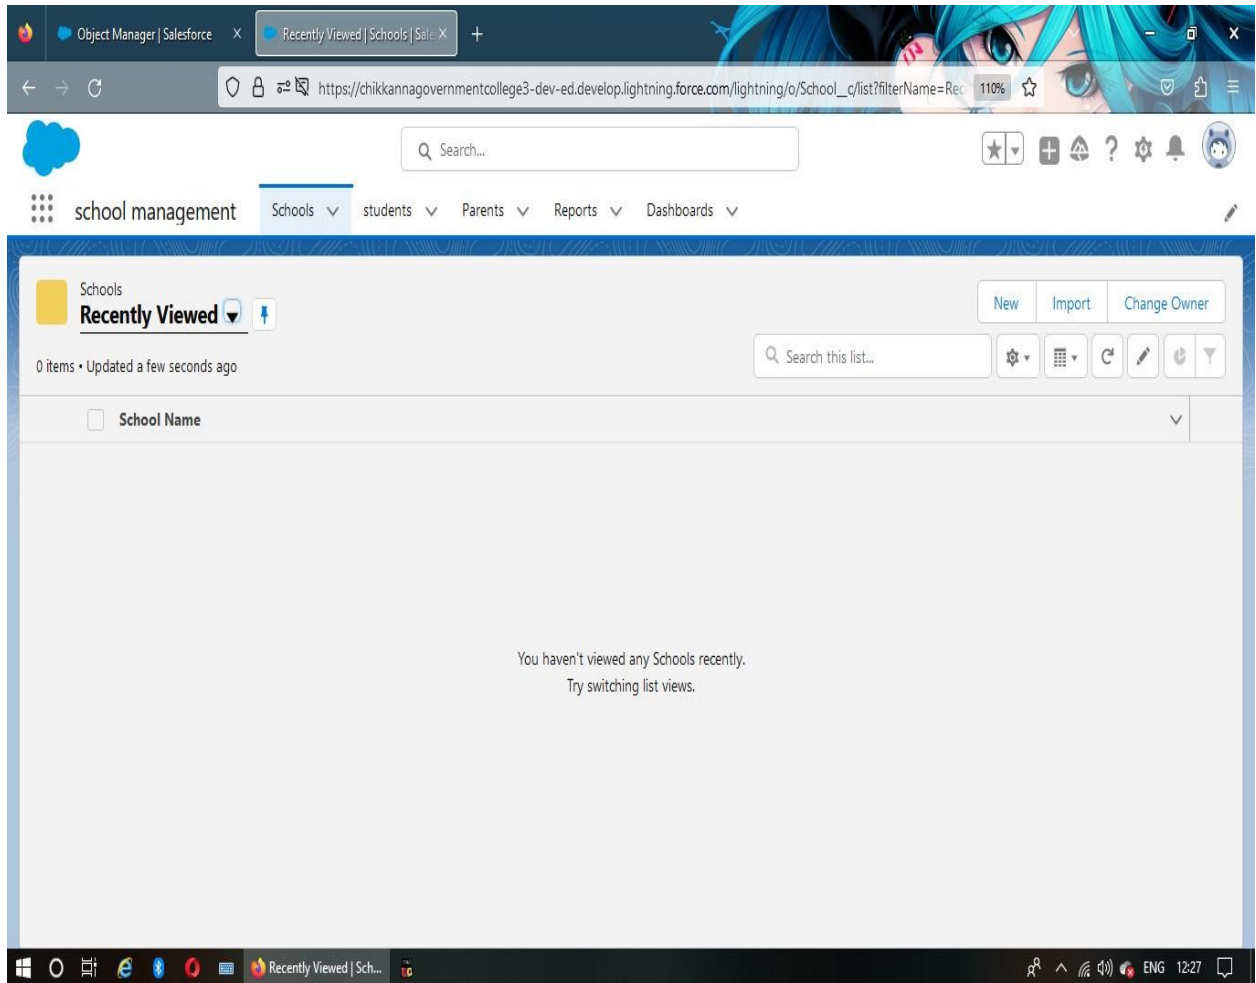 Object Manager | Salesforce
Recently Viewed | Schools | Sale
https://chikkannagovernmentcollege3-dev-ed.develop.lightning.force.com/lightning/o/School__c/list?filterName=Rec
110%
Search...
school management
Schools
students
Parents
Reports
Dashboards
Schools
Recently Viewed
New
Import
Change Owner
0 items • Updated a few seconds ago
Search this list...
School Name
You haven't viewed any Schools recently.
Try switching list views.
Recently Viewed | Sch...
ENG
12:27